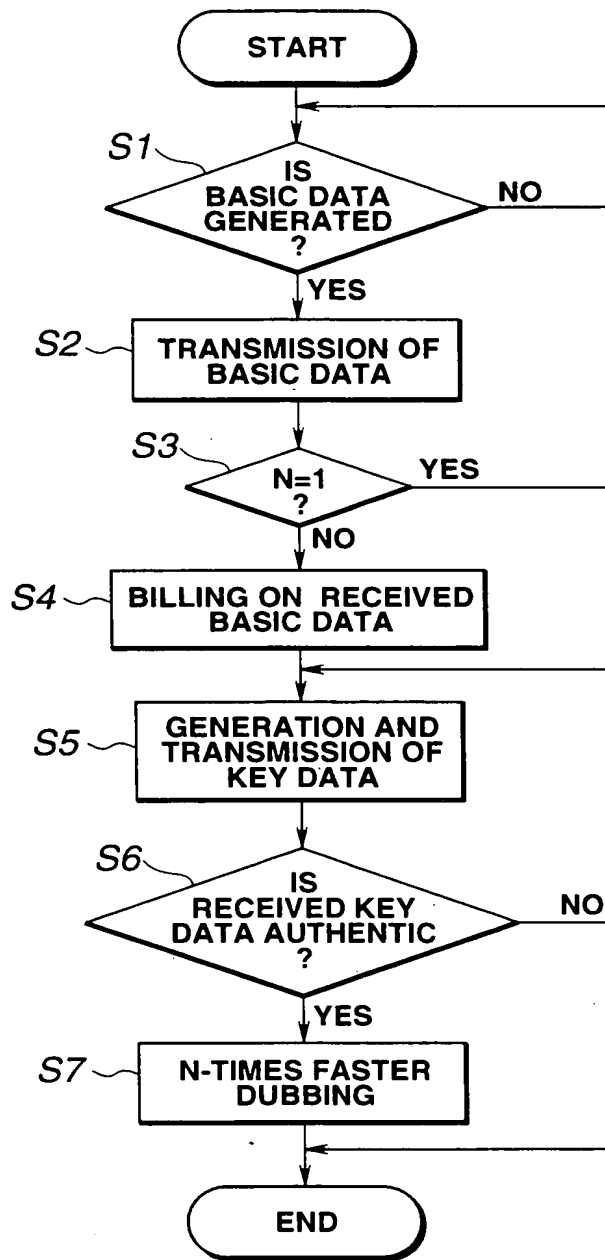 START
S1
IS
BASIC DATA
GENERATED
?
NO
YES
S2
TRANSMISSION OF
BASIC DATA
S3
N=1
?
YES
NO
S4
BILLING ON RECEIVED
BASIC DATA
S5
GENERATION AND
TRANSMISSION OF
KEY DATA
S6
IS
RECEIVED KEY
DATA AUTHENTIC
?
NO
YES
S7
N-TIMES FASTER
DUBBING
END